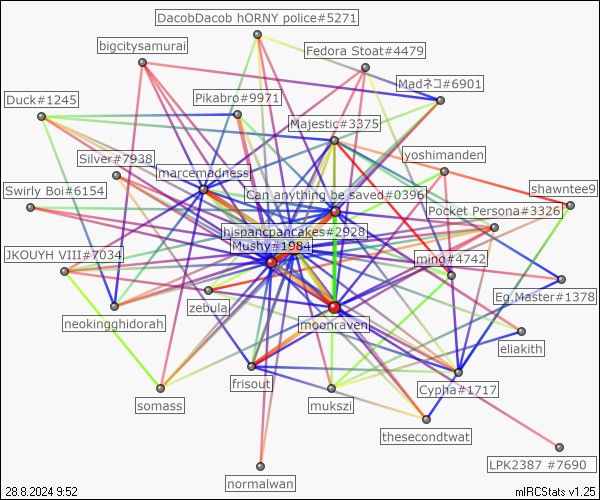 DacobDacob hORNY police#5271
bigcitysamurai
Fedora Stoat#4479
Madネコ#6901
Duck#1245
Pikabro#9971
Majestic#3375
yoshimanden
Silver#7938
marcemadness
Swirly Boi#6154
Can anything be saved#0396
shawntee9
Pocket Persona#3326
hispancpancakes#2928
Mushy#1984
JKOUYH VIII#7034
ming#4742
Eg.Master#1378
zebula
neokingghidorah
moonraven
eliakith
frisout
Cypha#1717
somass
mukszi
thesecondtwat
LPK2387 #7690
normalwan
28.8.2024 9:52
mIRCStats v1.25